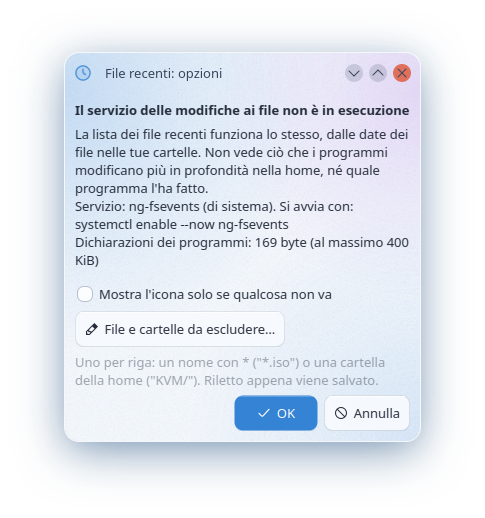 File recenti: opzioni
Il servizio delle modifiche ai file non è in esecuzione
La lista dei file recenti funziona lo stesso, dalle date dei
file nelle tue cartelle. Non vede ciò che i programmi
modificano più in profondità nella home, né quale
programma l'ha fatto.
Servizio: ng-fsevents (di sistema). Si avvia con:
systemctl enable --now ng-fsevents
Dichiarazioni dei programmi: 169 byte (al massimo 400
KiB)
Mostra l'icona solo se qualcosa non va
File e cartelle da escludere...
Uno per riga: un nome con * ("*.iso") o una cartella
della home ("KVM/"). Riletto appena viene salvato.
OK
Annulla